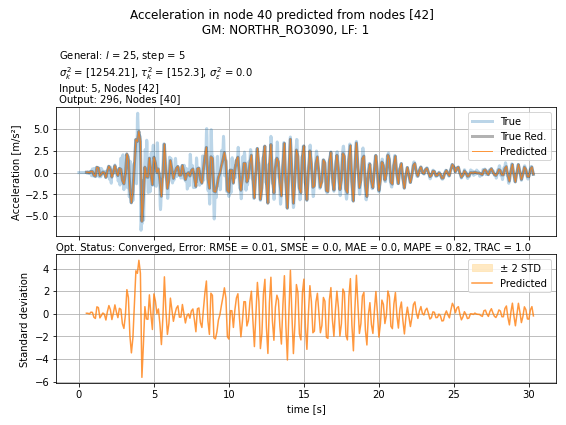 Acceleration in node 40 predicted from nodes [42]
GM: NORTHR_RO3090, LF: 1
General: l = 25, step = 5
σ²ₖ = [1254.21], τ²ₖ = [152.3], σ²ε = 0.0
Input: 5, Nodes [42]
Output: 296, Nodes [40]
True
True Red.
Predicted
5.0
2.5
0.0
−2.5
−5.0
Acceleration [m/s²]
Opt. Status: Converged, Error: RMSE = 0.01, SMSE = 0.0, MAE = 0.0, MAPE = 0.82, TRAC = 1.0
± 2 STD
Predicted
4
2
0
−2
−4
−6
Standard deviation
0 5 10 15 20 25 30
time [s]